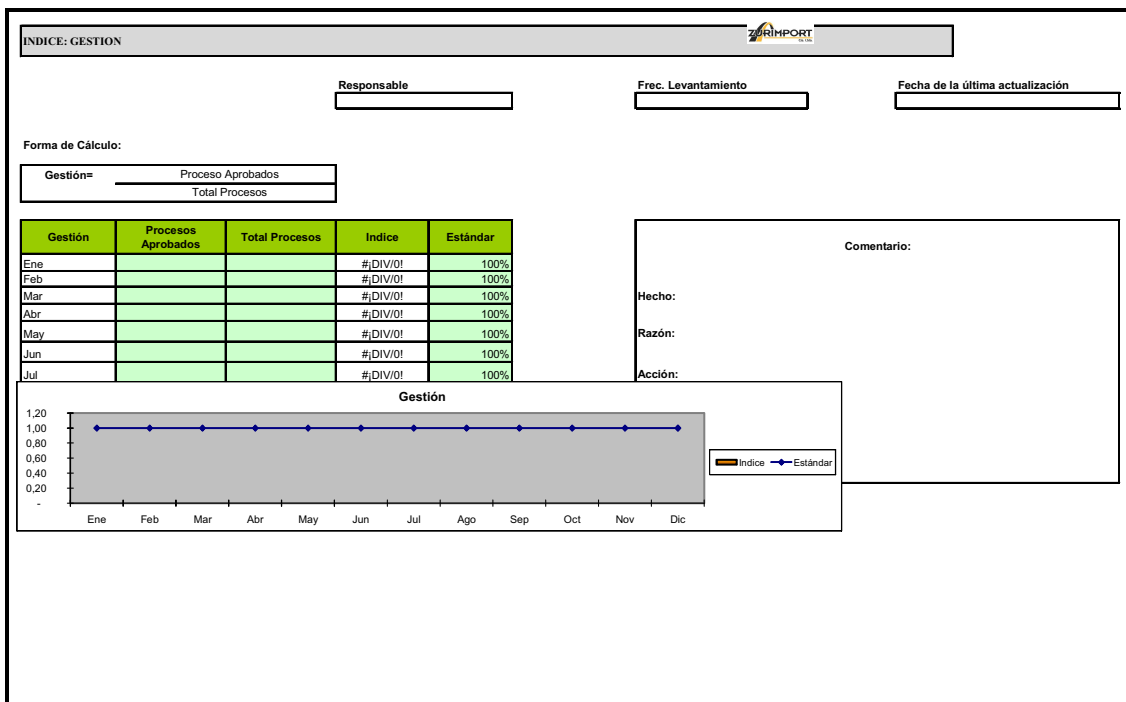 INDICE: GESTION
ZURIMPORT
Responsable
Frec. Levantamiento
Fecha de la última actualización
Forma de Cálculo:
Gestión= Proceso Aprobados
Total Procesos
Gestión Procesos Aprobados Total Procesos Indice Estándar
Ene #¡DIV/0! 100%
Feb #¡DIV/0! 100%
Mar #¡DIV/0! 100%
Abr #¡DIV/0! 100%
May #¡DIV/0! 100%
Jun #¡DIV/0! 100%
Jul #¡DIV/0! 100%
Comentario:
Hecho:
Razón:
Acción:
Gestión
1,20
1,00
0,80
0,60
0,40
0,20
-
Ene Feb Mar Abr May Jun Jul Ago Sep Oct Nov Dic
Indice Estándar